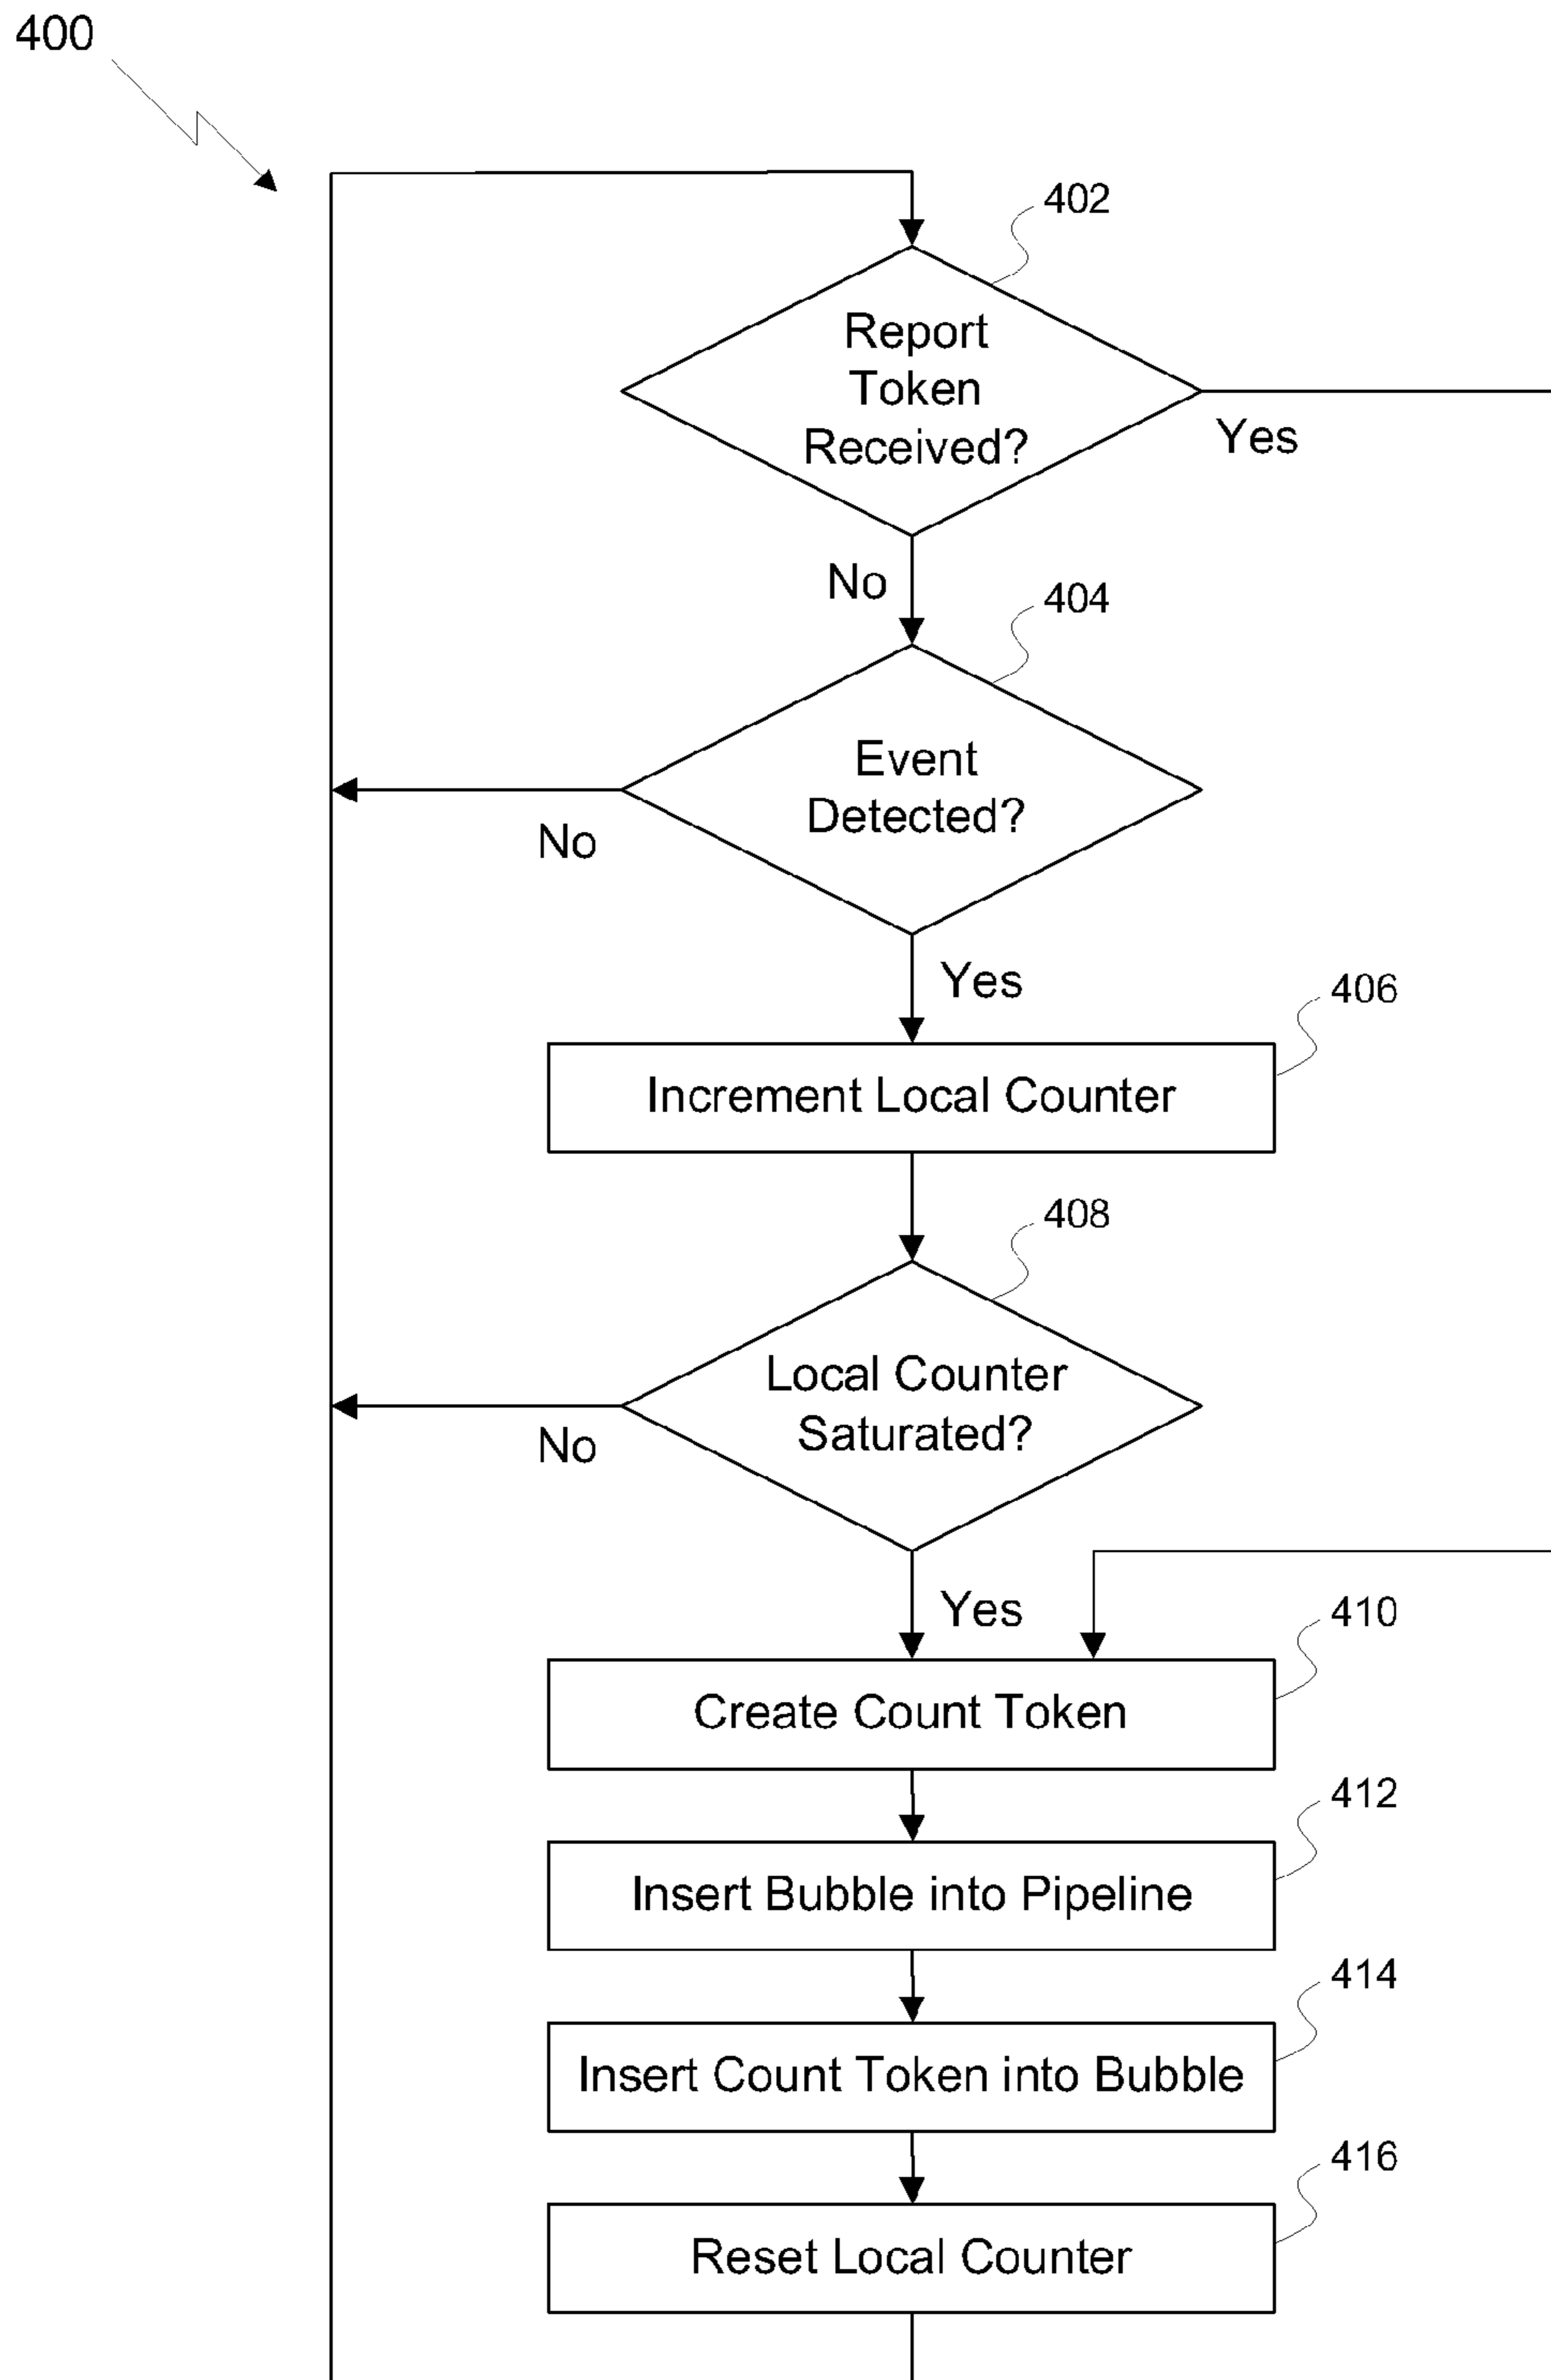 400
402
Report
Token
Received?
Yes
No
404
Event
Detected?
No
Yes
406
Increment Local Counter
408
Local Counter
Saturated?
No
Yes
410
Create Count Token
412
Insert Bubble into Pipeline
414
Insert Count Token into Bubble
416
Reset Local Counter